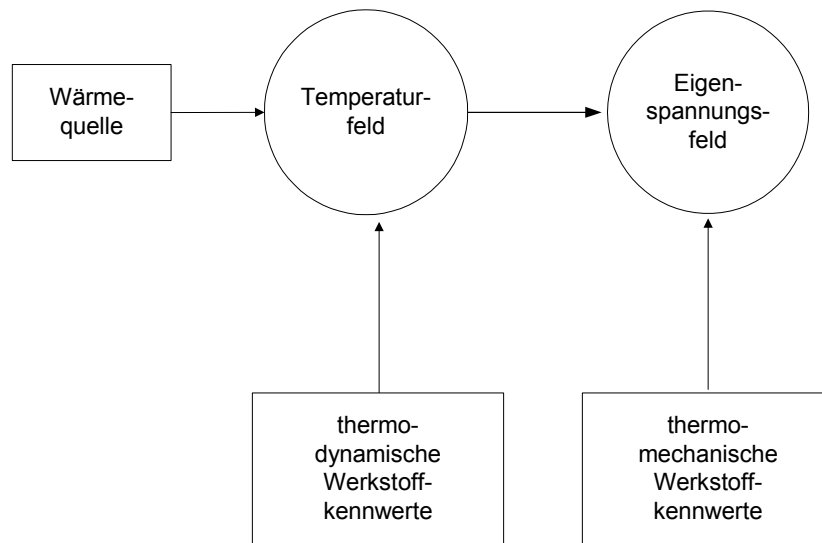 Wärme-
quelle
Temperatur-
feld
Eigen-
spannungs-
feld
thermo-
dynamische
Werkstoff-
kennwerte
thermo-
mechanische
Werkstoff-
kennwerte